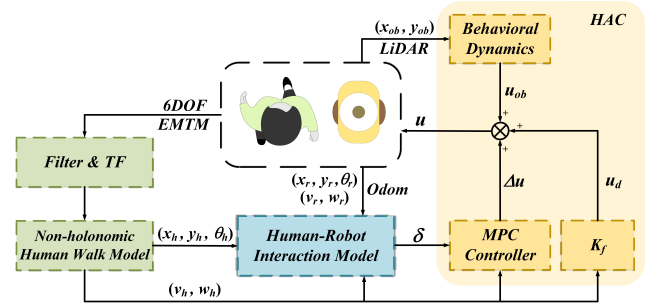 HAC
(x_ob, y_ob)
LiDAR
Behavioral
Dynamics
6DOF
EMTM
u_ob
u
+
+
+
Filter & TF
(x_r, y_r, θ_r)
(v_r, w_r)
Odom
Δu
u_d
Non-holonomic
Human Walk Model
(x_h, y_h, θ_h)
Human-Robot
Interaction Model
δ
MPC
Controller
K_f
(v_h, w_h)